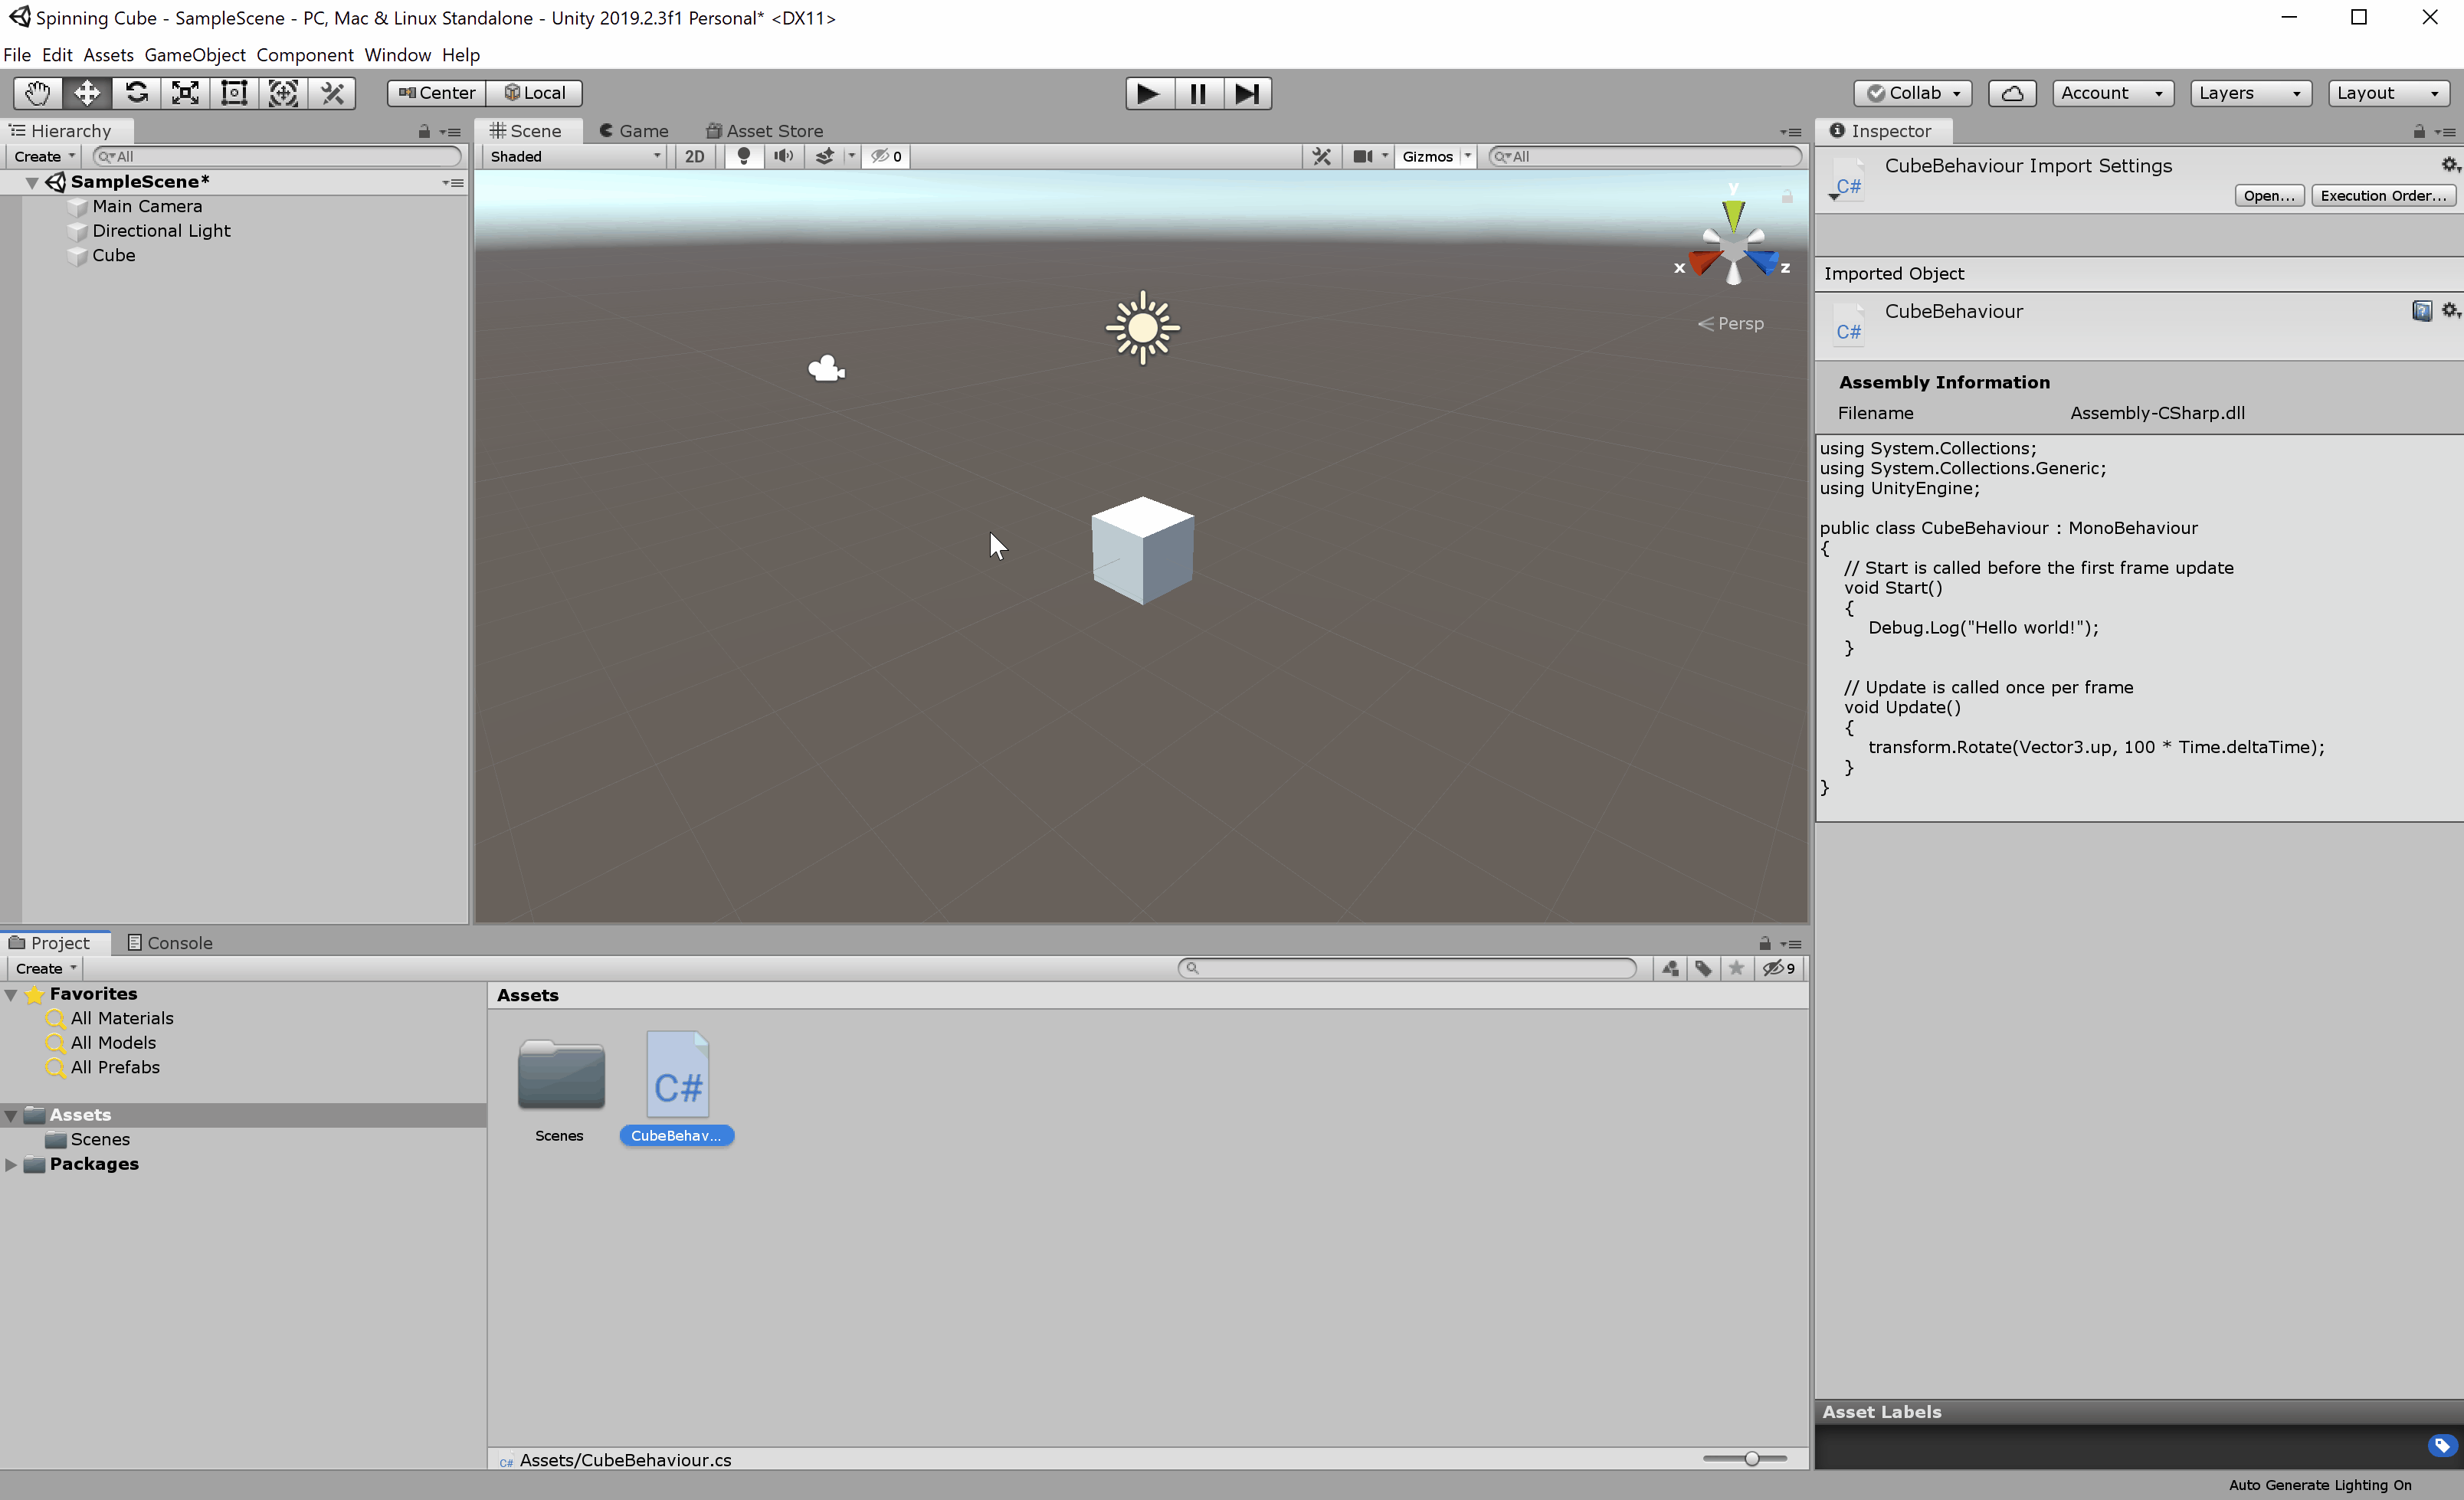 Spinning Cube - SampleScene - PC, Mac & Linux Standalone - Unity 2019.2.3f1 Personal* <DX11>
File Edit Assets GameObject Component Window Help
Center Local
Collab Account Layers Layout
Hierarchy
Create All
SampleScene*
Main Camera
Directional Light
Cube
Scene Game Asset Store
Shaded 2D 0 Gizmos All
y
x z
Persp
Inspector
C# CubeBehaviour Import Settings
Open... Execution Order...
Imported Object
C# CubeBehaviour
Assembly Information
Filename Assembly-CSharp.dll
using System.Collections;
using System.Collections.Generic;
using UnityEngine;
public class CubeBehaviour : MonoBehaviour
{
// Start is called before the first frame update
void Start()
{
Debug.Log("Hello world!");
}
// Update is called once per frame
void Update()
{
transform.Rotate(Vector3.up, 100 * Time.deltaTime);
}
}
Project Console
Create 9
Favorites
All Materials
All Models
All Prefabs
Assets
Scenes
Packages
Assets
C#
Scenes CubeBehav...
C# Assets/CubeBehaviour.cs
Asset Labels
Auto Generate Lighting On